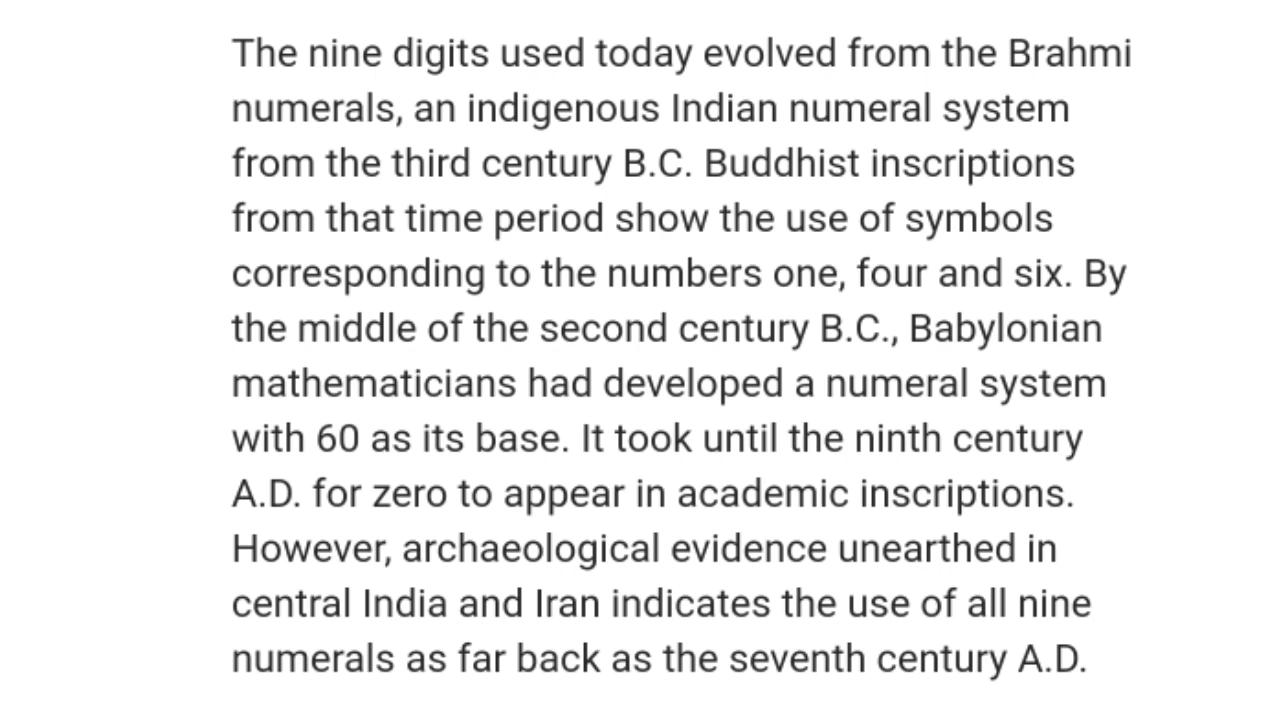 The nine digits used today evolved from the Brahmi
numerals, an indigenous Indian numeral system
from the third century B.C. Buddhist inscriptions
from that time period show the use of symbols
corresponding to the numbers one, four and six. By
the middle of the second century B.C., Babylonian
mathematicians had developed a numeral system
with 60 as its base. It took until the ninth century
A.D. for zero to appear in academic inscriptions.
However, archaeological evidence unearthed in
central India and Iran indicates the use of all nine
numerals as far back as the seventh century A.D.